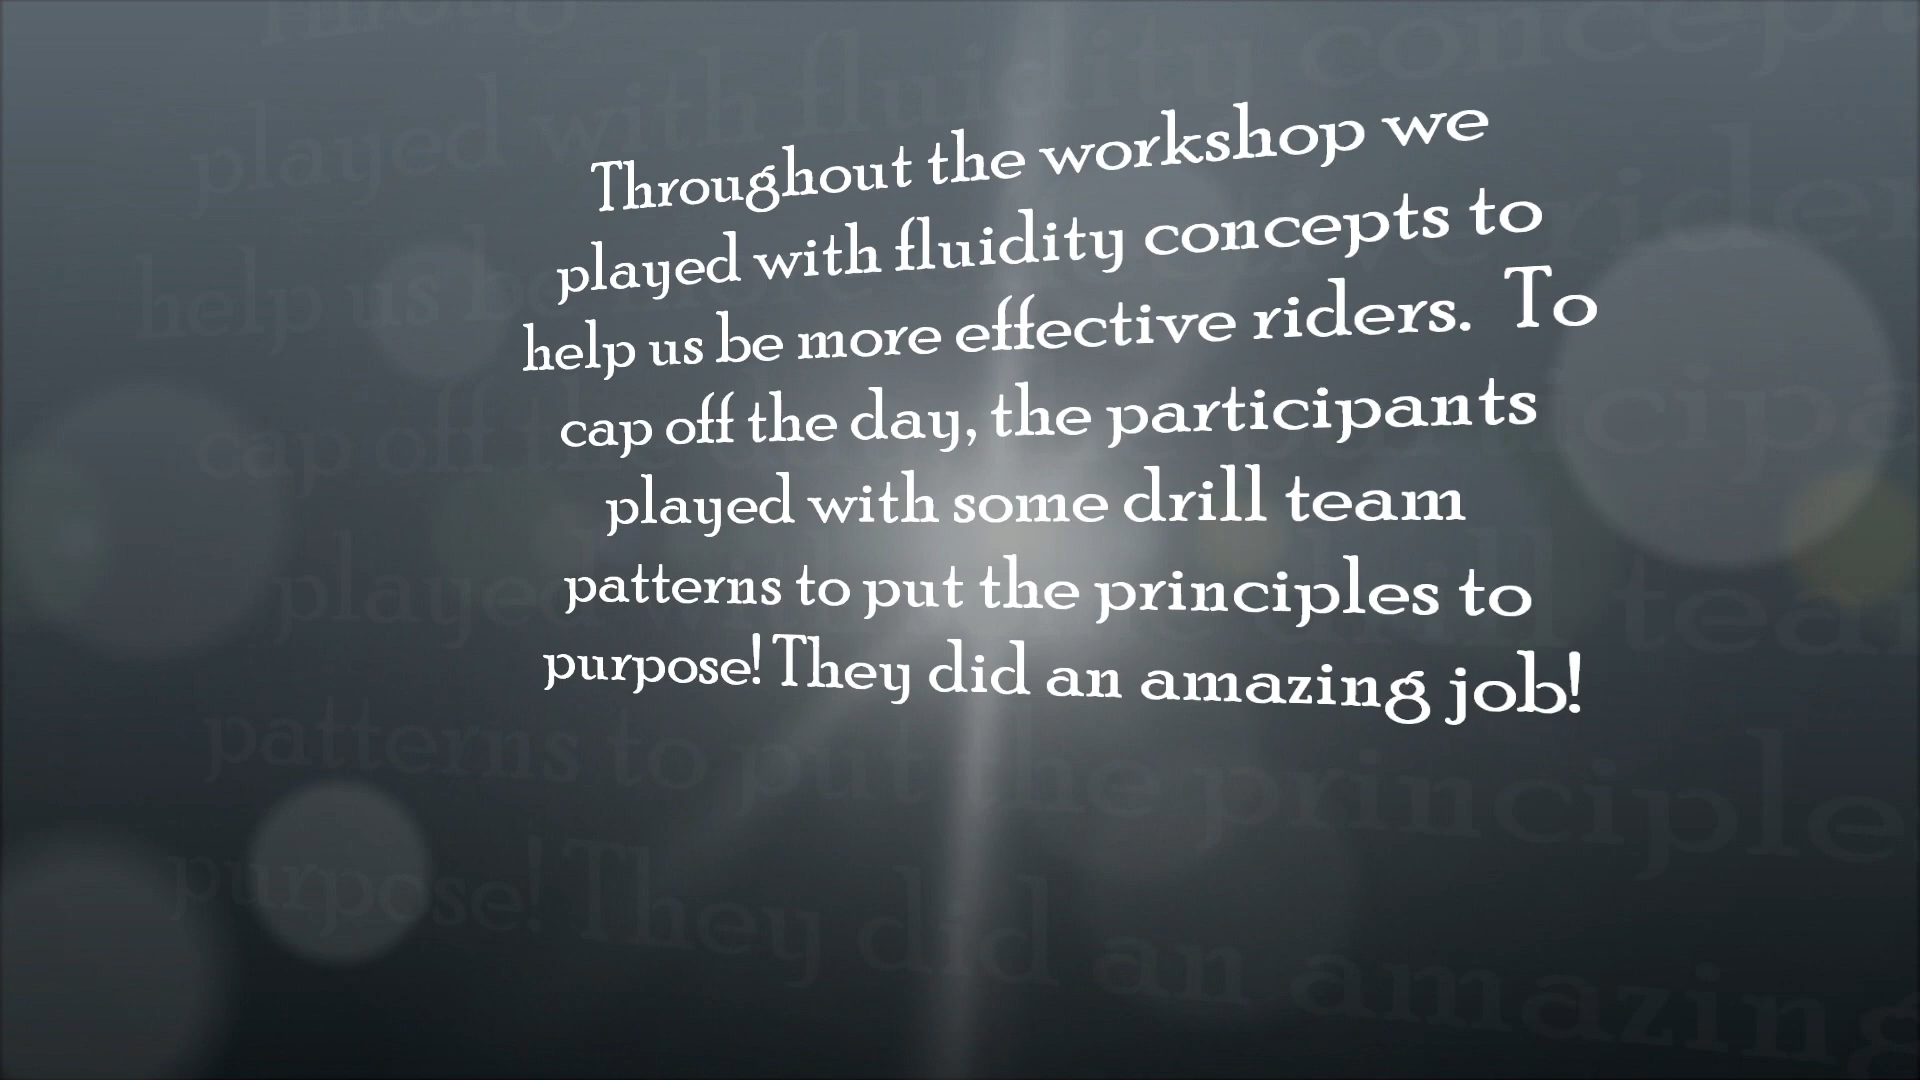 Throughout the workshop we
played with fluidity concepts to
help us be more effective riders.  To
cap off the day, the participants
played with some drill team
patterns to put the principles to
purpose! They did an amazing job!